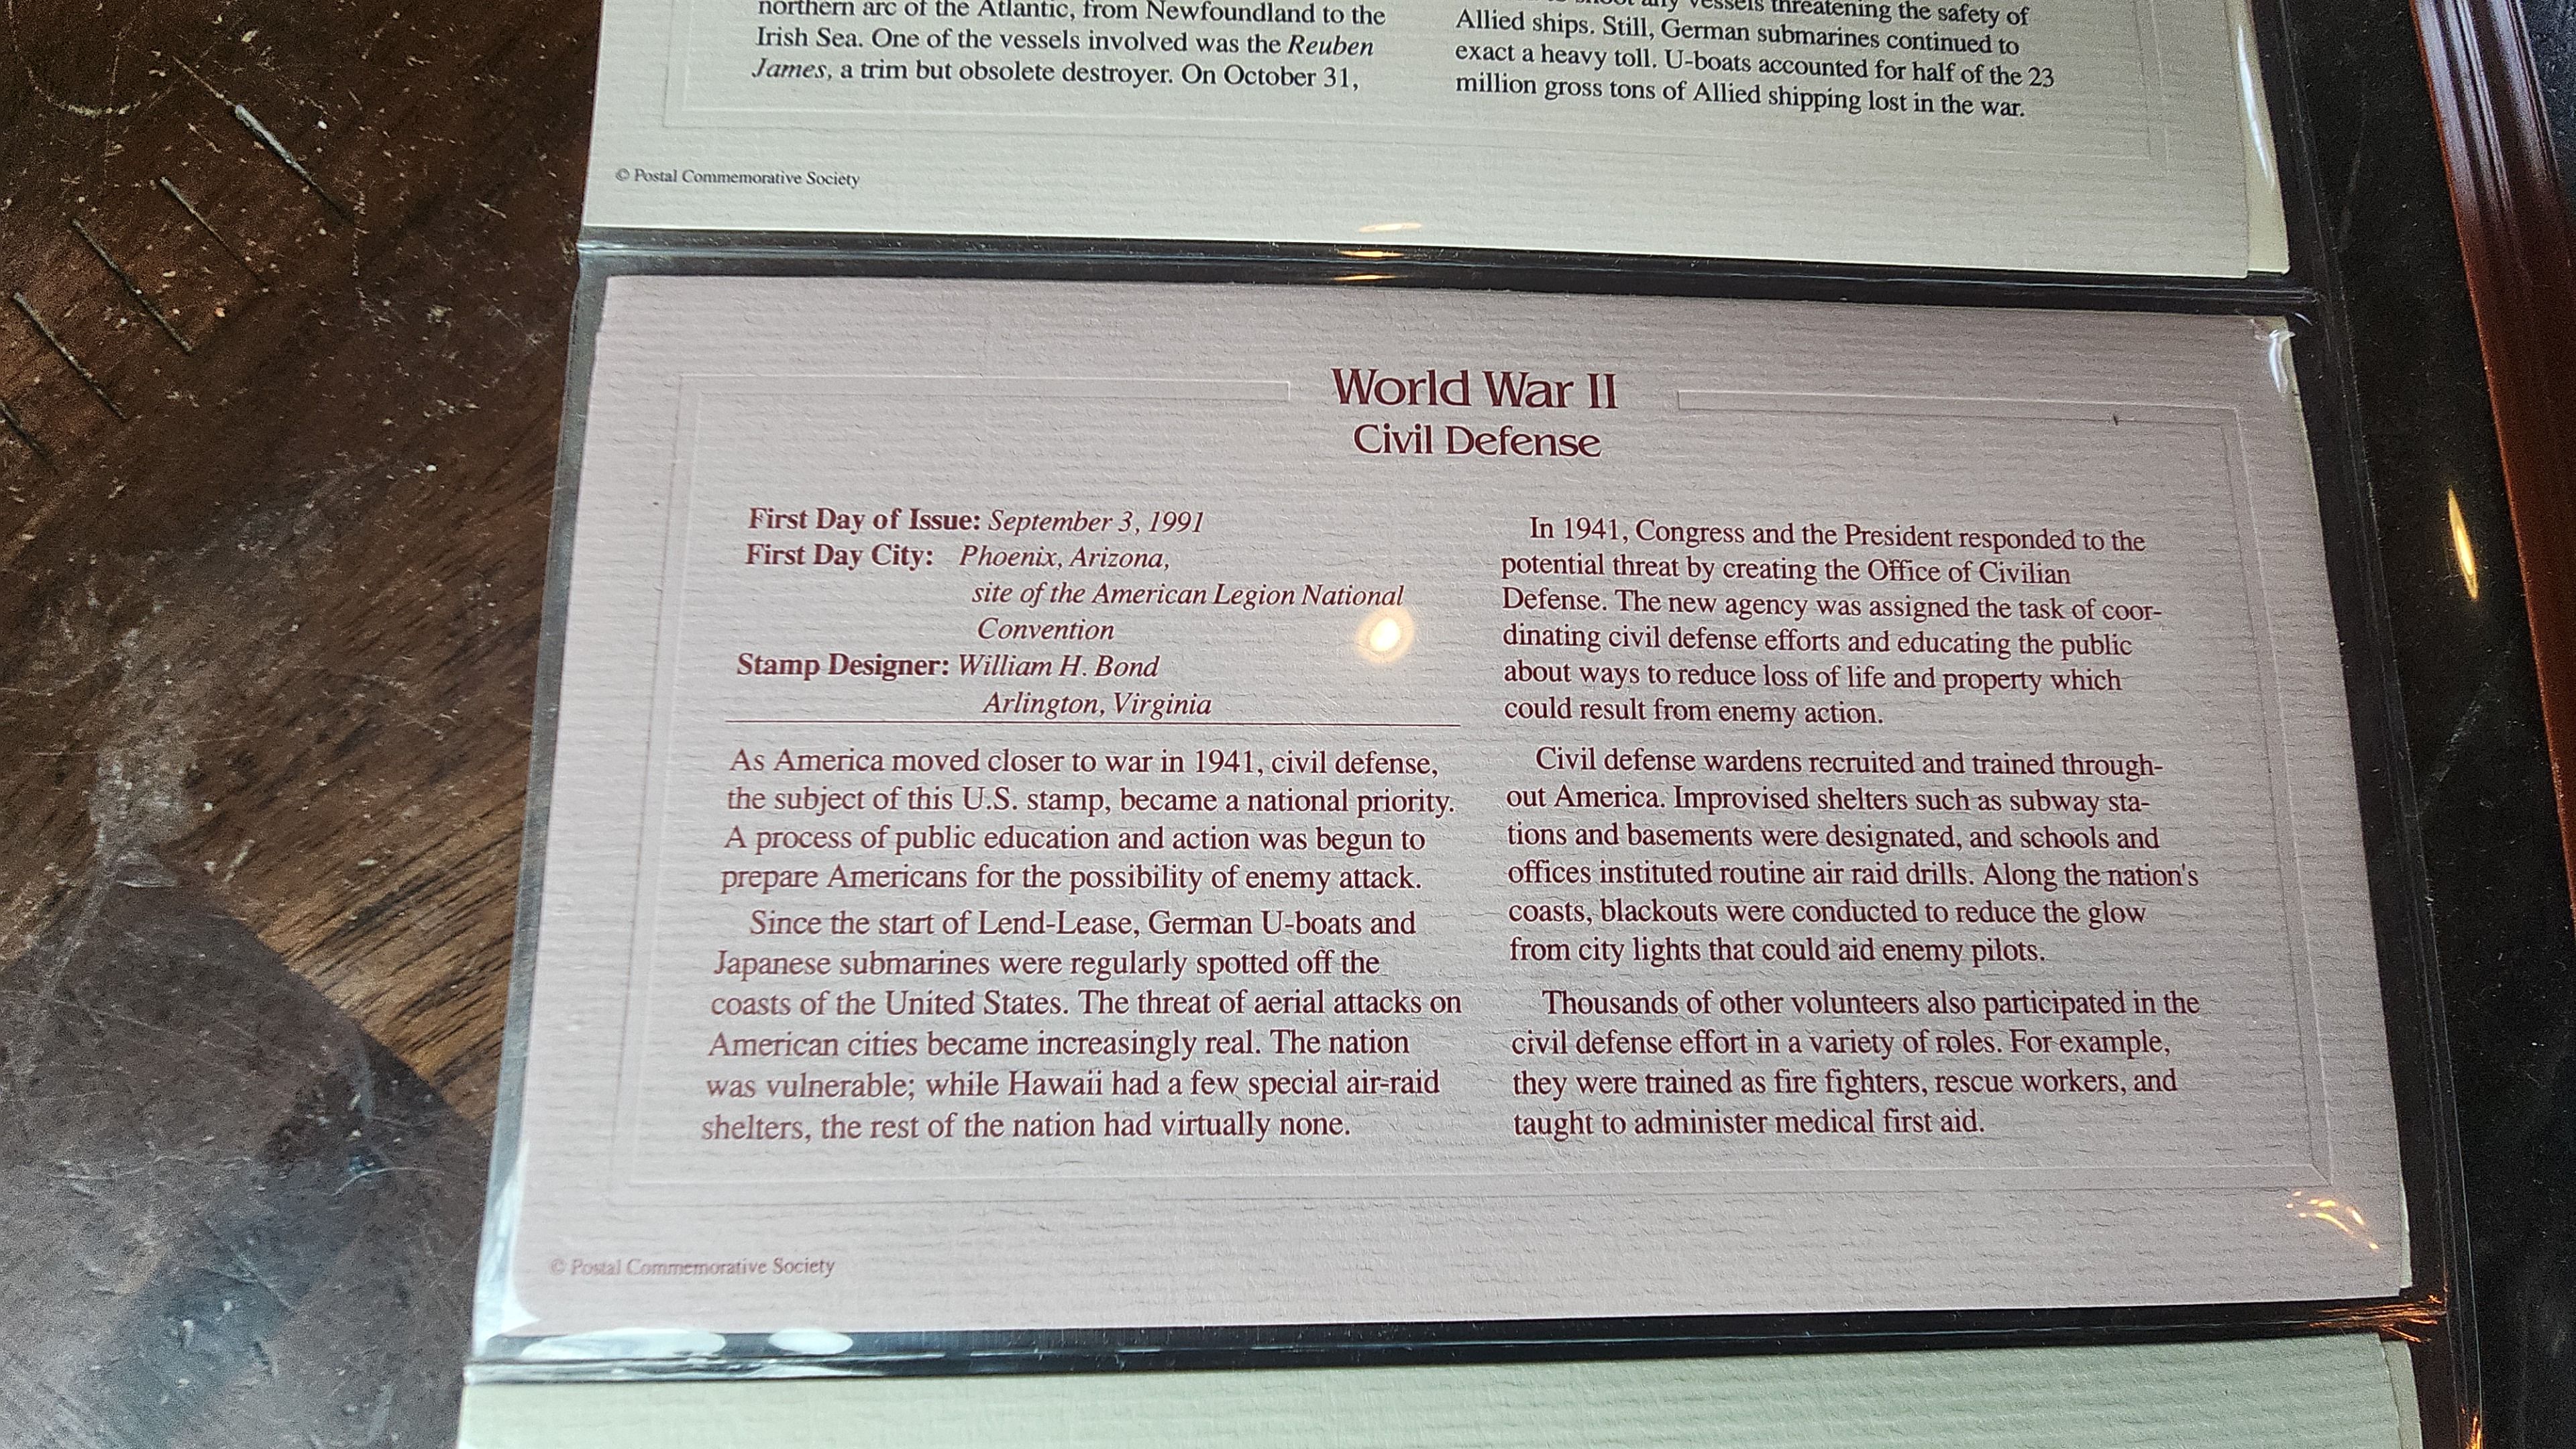 northern arc of the Atlantic, from Newfoundland to the
Irish Sea. One of the vessels involved was the Reuben
James, a trim but obsolete destroyer. On October 31,
any vessels threatening the safety of
Allied ships. Still, German submarines continued to
exact a heavy toll. U-boats accounted for half of the 23
million gross tons of Allied shipping lost in the war.
© Postal Commemorative Society
World War II
Civil Defense
First Day of Issue: September 3, 1991
First Day City: Phoenix, Arizona,
site of the American Legion National
Convention
Stamp Designer: William H. Bond
Arlington, Virginia
As America moved closer to war in 1941, civil defense,
the subject of this U.S. stamp, became a national priority.
A process of public education and action was begun to
prepare Americans for the possibility of enemy attack.
Since the start of Lend-Lease, German U-boats and
Japanese submarines were regularly spotted off the
coasts of the United States. The threat of aerial attacks on
American cities became increasingly real. The nation
was vulnerable; while Hawaii had a few special air-raid
shelters, the rest of the nation had virtually none.
In 1941, Congress and the President responded to the
potential threat by creating the Office of Civilian
Defense. The new agency was assigned the task of coor-
dinating civil defense efforts and educating the public
about ways to reduce loss of life and property which
could result from enemy action.
Civil defense wardens recruited and trained through-
out America. Improvised shelters such as subway sta-
tions and basements were designated, and schools and
offices instituted routine air raid drills. Along the nation's
coasts, blackouts were conducted to reduce the glow
from city lights that could aid enemy pilots.
Thousands of other volunteers also participated in the
civil defense effort in a variety of roles. For example,
they were trained as fire fighters, rescue workers, and
taught to administer medical first aid.
© Postal Commemorative Society